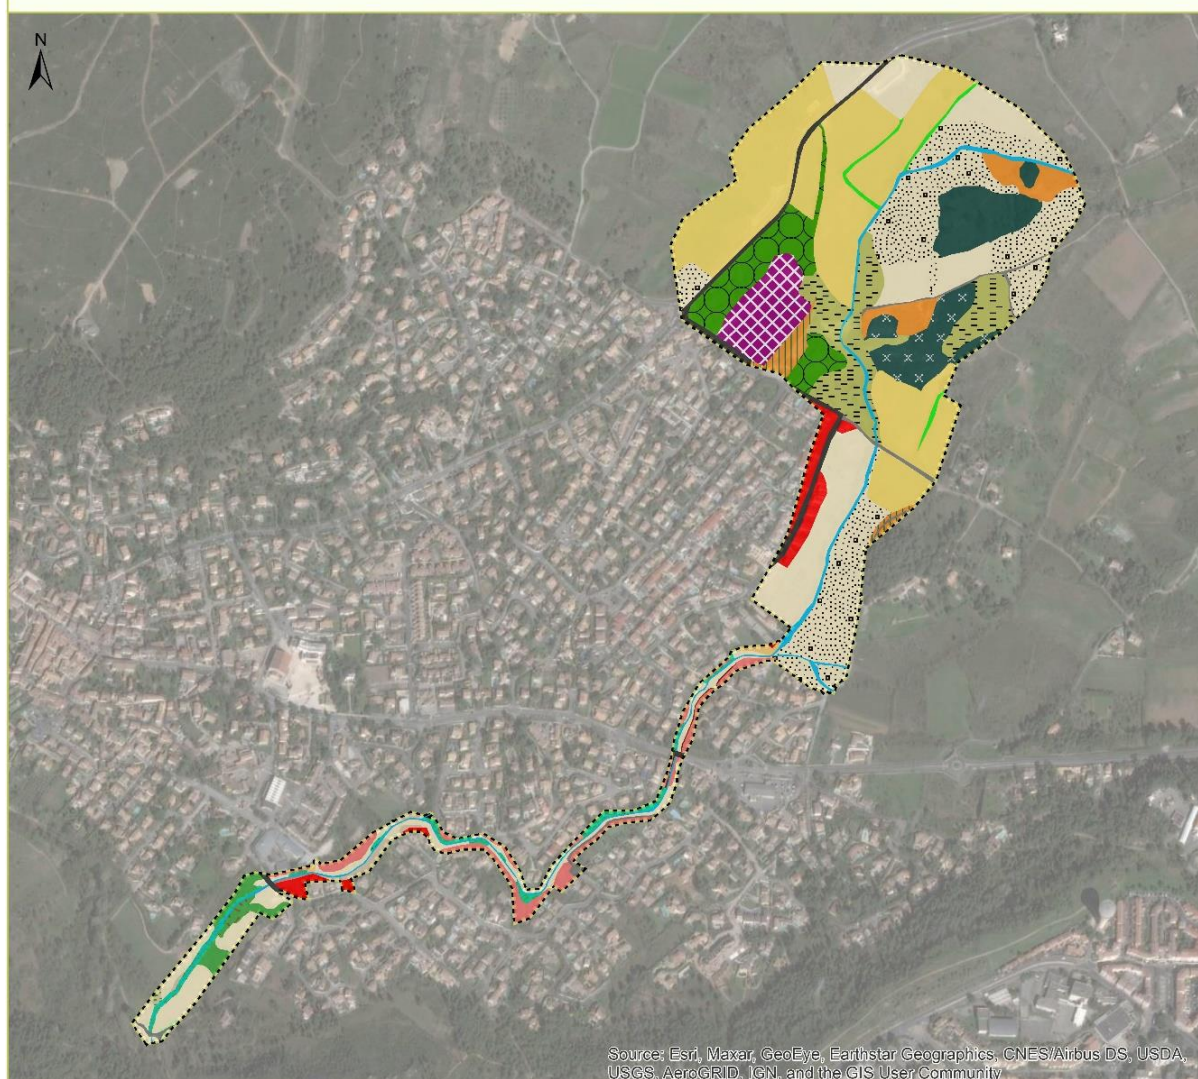 N
Source: Esri, Maxar, GeoEye, Earthstar Geographics, CNES/Airbus DS, USDA,
USGS, AeroGRID, IGN, and the GIS User Community